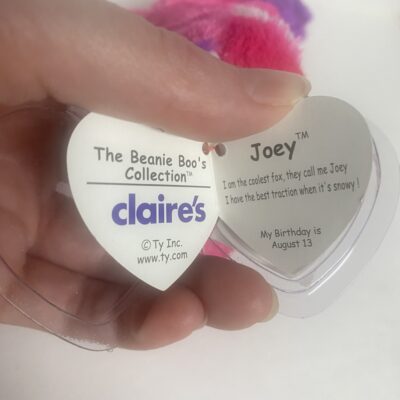 The Beanie Boo's
Collection™
claire's
© Ty Inc.
www.ty.com
Joey™
I am the coolest fox, they call me Joey
I have the best traction when it's snowy !
My Birthday is
August 13